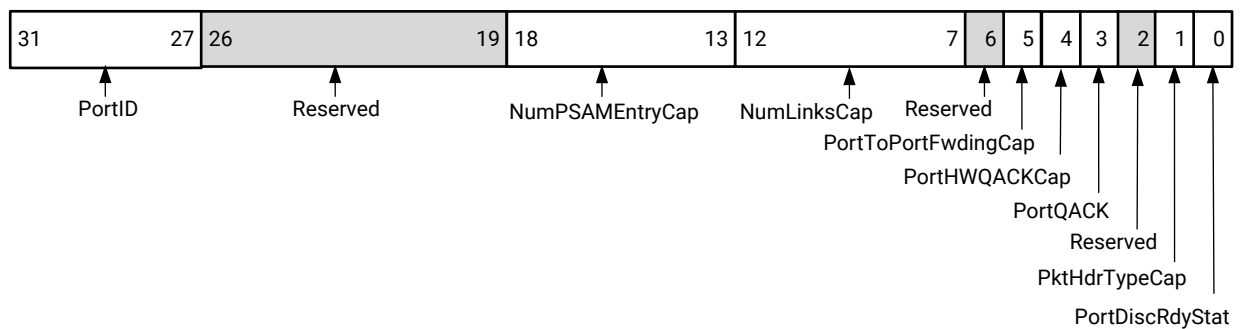 31 27 26 19 18 13 12 7 6 5 4 3 2 1 0
PortID Reserved NumPSAMEntryCap NumLinksCap Reserved
PortToPortFwdingCap
PortHWQACKCap
PortQACK
Reserved
PktHdrTypeCap
PortDiscRdyStat